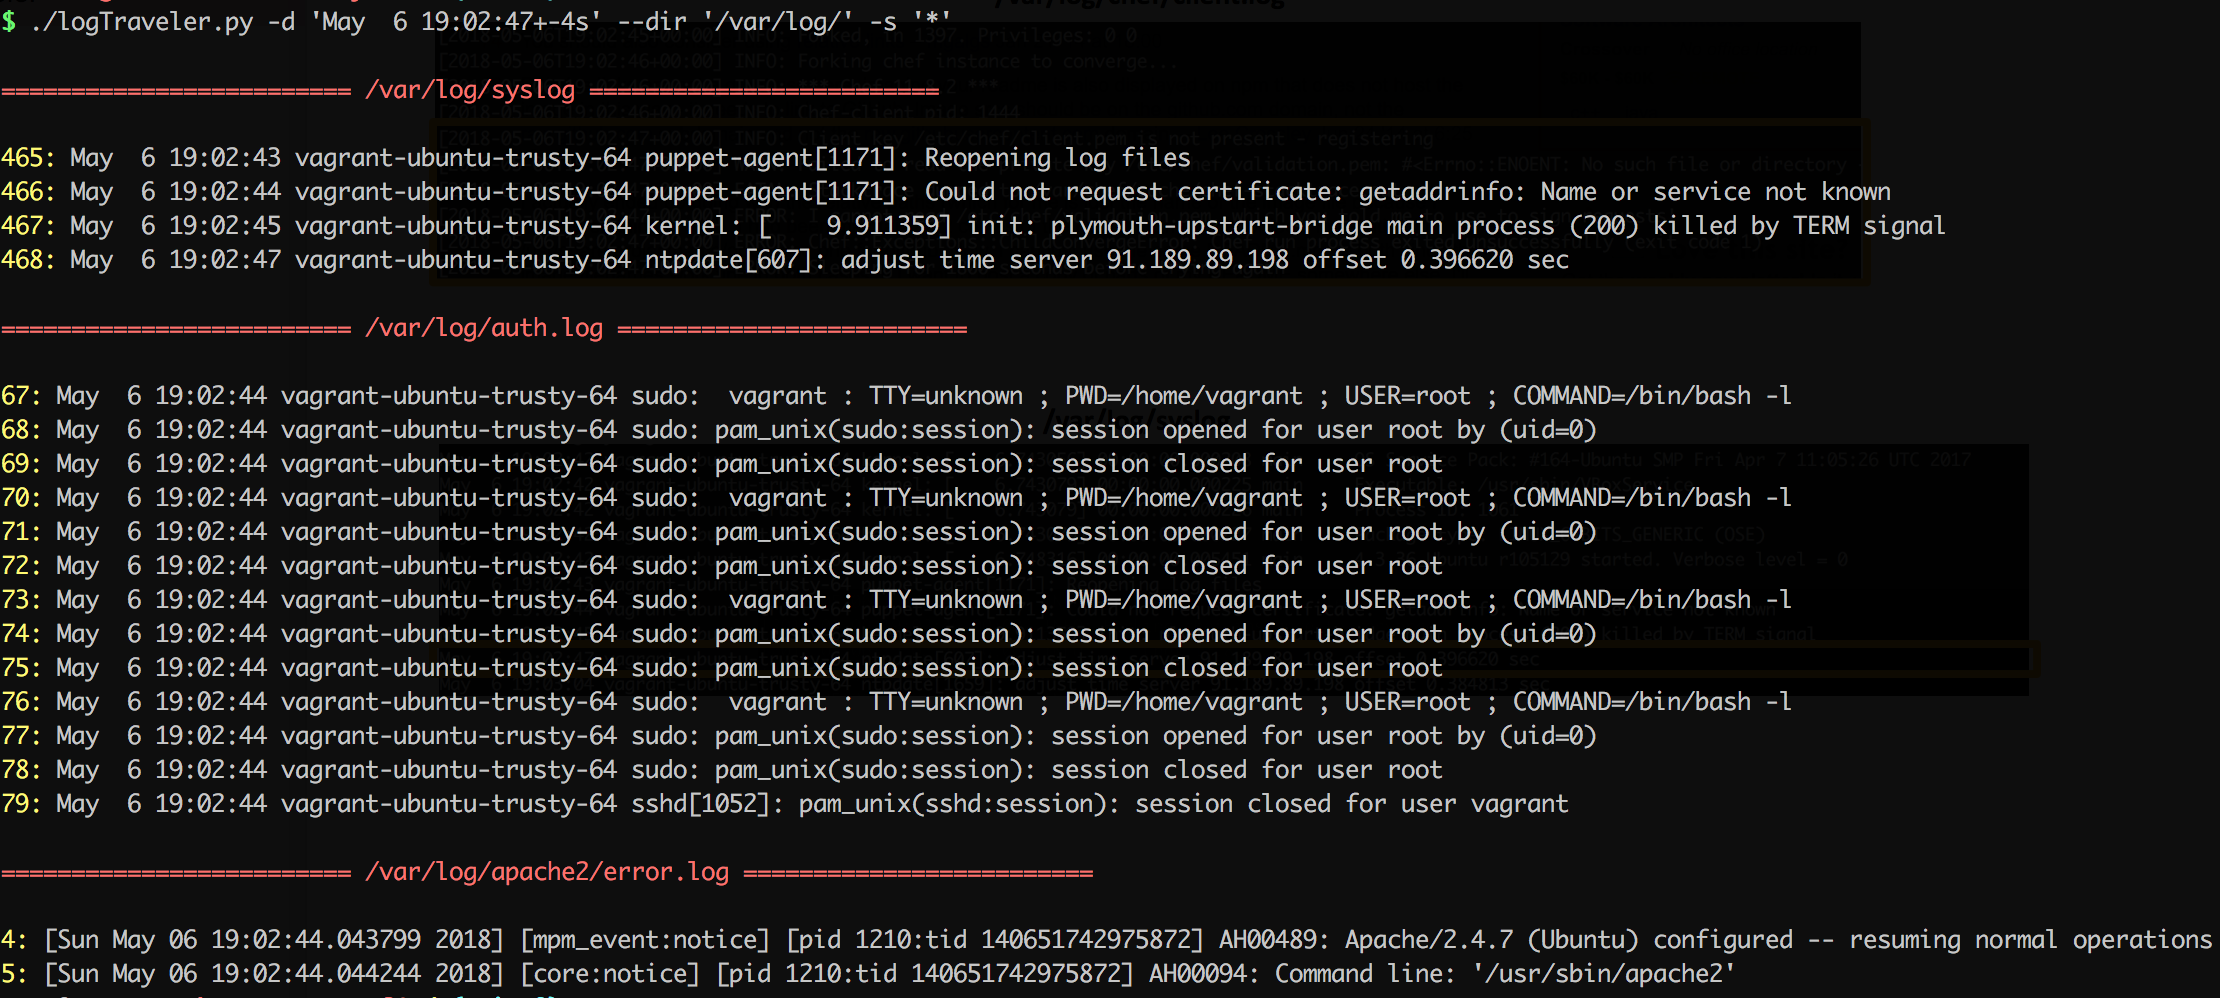 $ ./logTraveler.py -d 'May  6 19:02:47+-4s' --dir '/var/log/' -s '*'
========================= /var/log/syslog =========================
465: May  6 19:02:43 vagrant-ubuntu-trusty-64 puppet-agent[1171]: Reopening log files
466: May  6 19:02:44 vagrant-ubuntu-trusty-64 puppet-agent[1171]: Could not request certificate: getaddrinfo: Name or service not known
467: May  6 19:02:45 vagrant-ubuntu-trusty-64 kernel: [    9.911359] init: plymouth-upstart-bridge main process (200) killed by TERM signal
468: May  6 19:02:47 vagrant-ubuntu-trusty-64 ntpdate[607]: adjust time server 91.189.89.198 offset 0.396620 sec
========================= /var/log/auth.log =========================
67: May  6 19:02:44 vagrant-ubuntu-trusty-64 sudo:  vagrant : TTY=unknown ; PWD=/home/vagrant ; USER=root ; COMMAND=/bin/bash -l
68: May  6 19:02:44 vagrant-ubuntu-trusty-64 sudo: pam_unix(sudo:session): session opened for user root by (uid=0)
69: May  6 19:02:44 vagrant-ubuntu-trusty-64 sudo: pam_unix(sudo:session): session closed for user root
70: May  6 19:02:44 vagrant-ubuntu-trusty-64 sudo:  vagrant : TTY=unknown ; PWD=/home/vagrant ; USER=root ; COMMAND=/bin/bash -l
71: May  6 19:02:44 vagrant-ubuntu-trusty-64 sudo: pam_unix(sudo:session): session opened for user root by (uid=0)
72: May  6 19:02:44 vagrant-ubuntu-trusty-64 sudo: pam_unix(sudo:session): session closed for user root
73: May  6 19:02:44 vagrant-ubuntu-trusty-64 sudo:  vagrant : TTY=unknown ; PWD=/home/vagrant ; USER=root ; COMMAND=/bin/bash -l
74: May  6 19:02:44 vagrant-ubuntu-trusty-64 sudo: pam_unix(sudo:session): session opened for user root by (uid=0)
75: May  6 19:02:44 vagrant-ubuntu-trusty-64 sudo: pam_unix(sudo:session): session closed for user root
76: May  6 19:02:44 vagrant-ubuntu-trusty-64 sudo:  vagrant : TTY=unknown ; PWD=/home/vagrant ; USER=root ; COMMAND=/bin/bash -l
77: May  6 19:02:44 vagrant-ubuntu-trusty-64 sudo: pam_unix(sudo:session): session opened for user root by (uid=0)
78: May  6 19:02:44 vagrant-ubuntu-trusty-64 sudo: pam_unix(sudo:session): session closed for user root
79: May  6 19:02:44 vagrant-ubuntu-trusty-64 sshd[1052]: pam_unix(sshd:session): session closed for user vagrant
========================= /var/log/apache2/error.log =========================
4: [Sun May 06 19:02:44.043799 2018] [mpm_event:notice] [pid 1210:tid 140651742975872] AH00489: Apache/2.4.7 (Ubuntu) configured -- resuming normal operations
5: [Sun May 06 19:02:44.044244 2018] [core:notice] [pid 1210:tid 140651742975872] AH00094: Command line: '/usr/sbin/apache2'